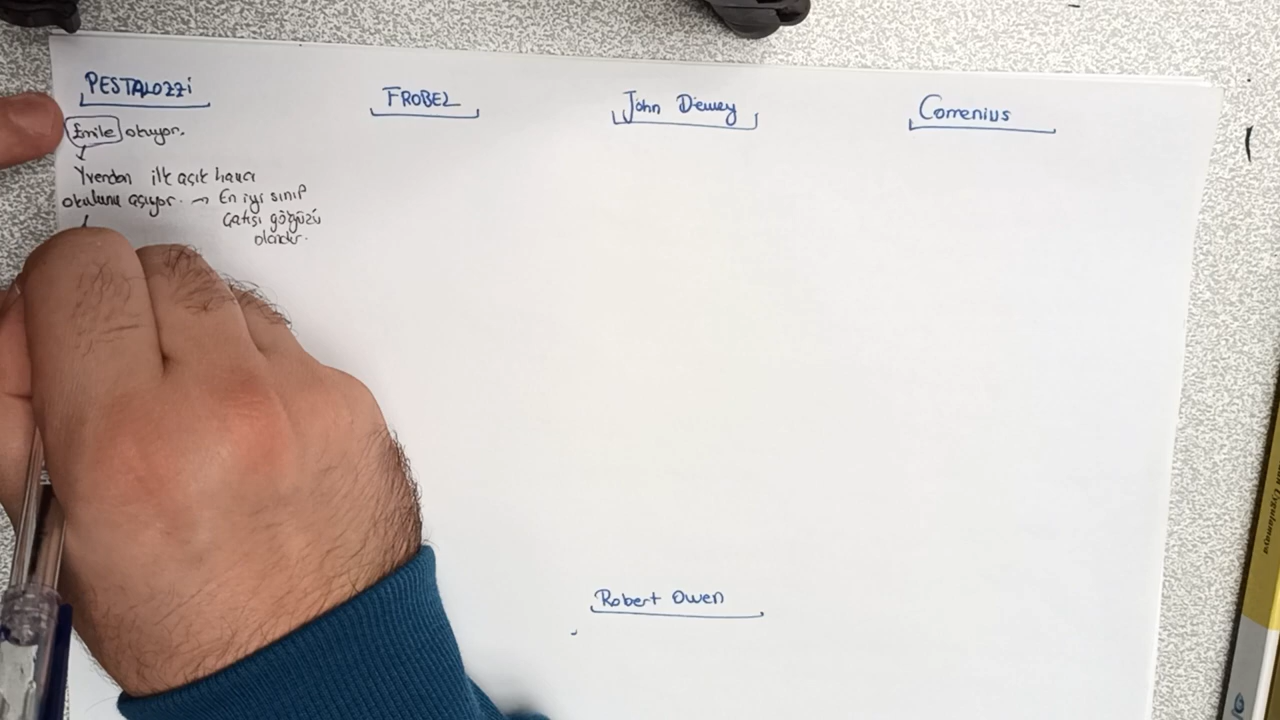 PESTALOZZi
FROBEL
John Dewey
Comenius
Emile okuyor.
Yverdon ilk açık hava
okulunu açıyor. → En iyi sınıf
çatısı gökyüzü
olandır.
Robert Owen